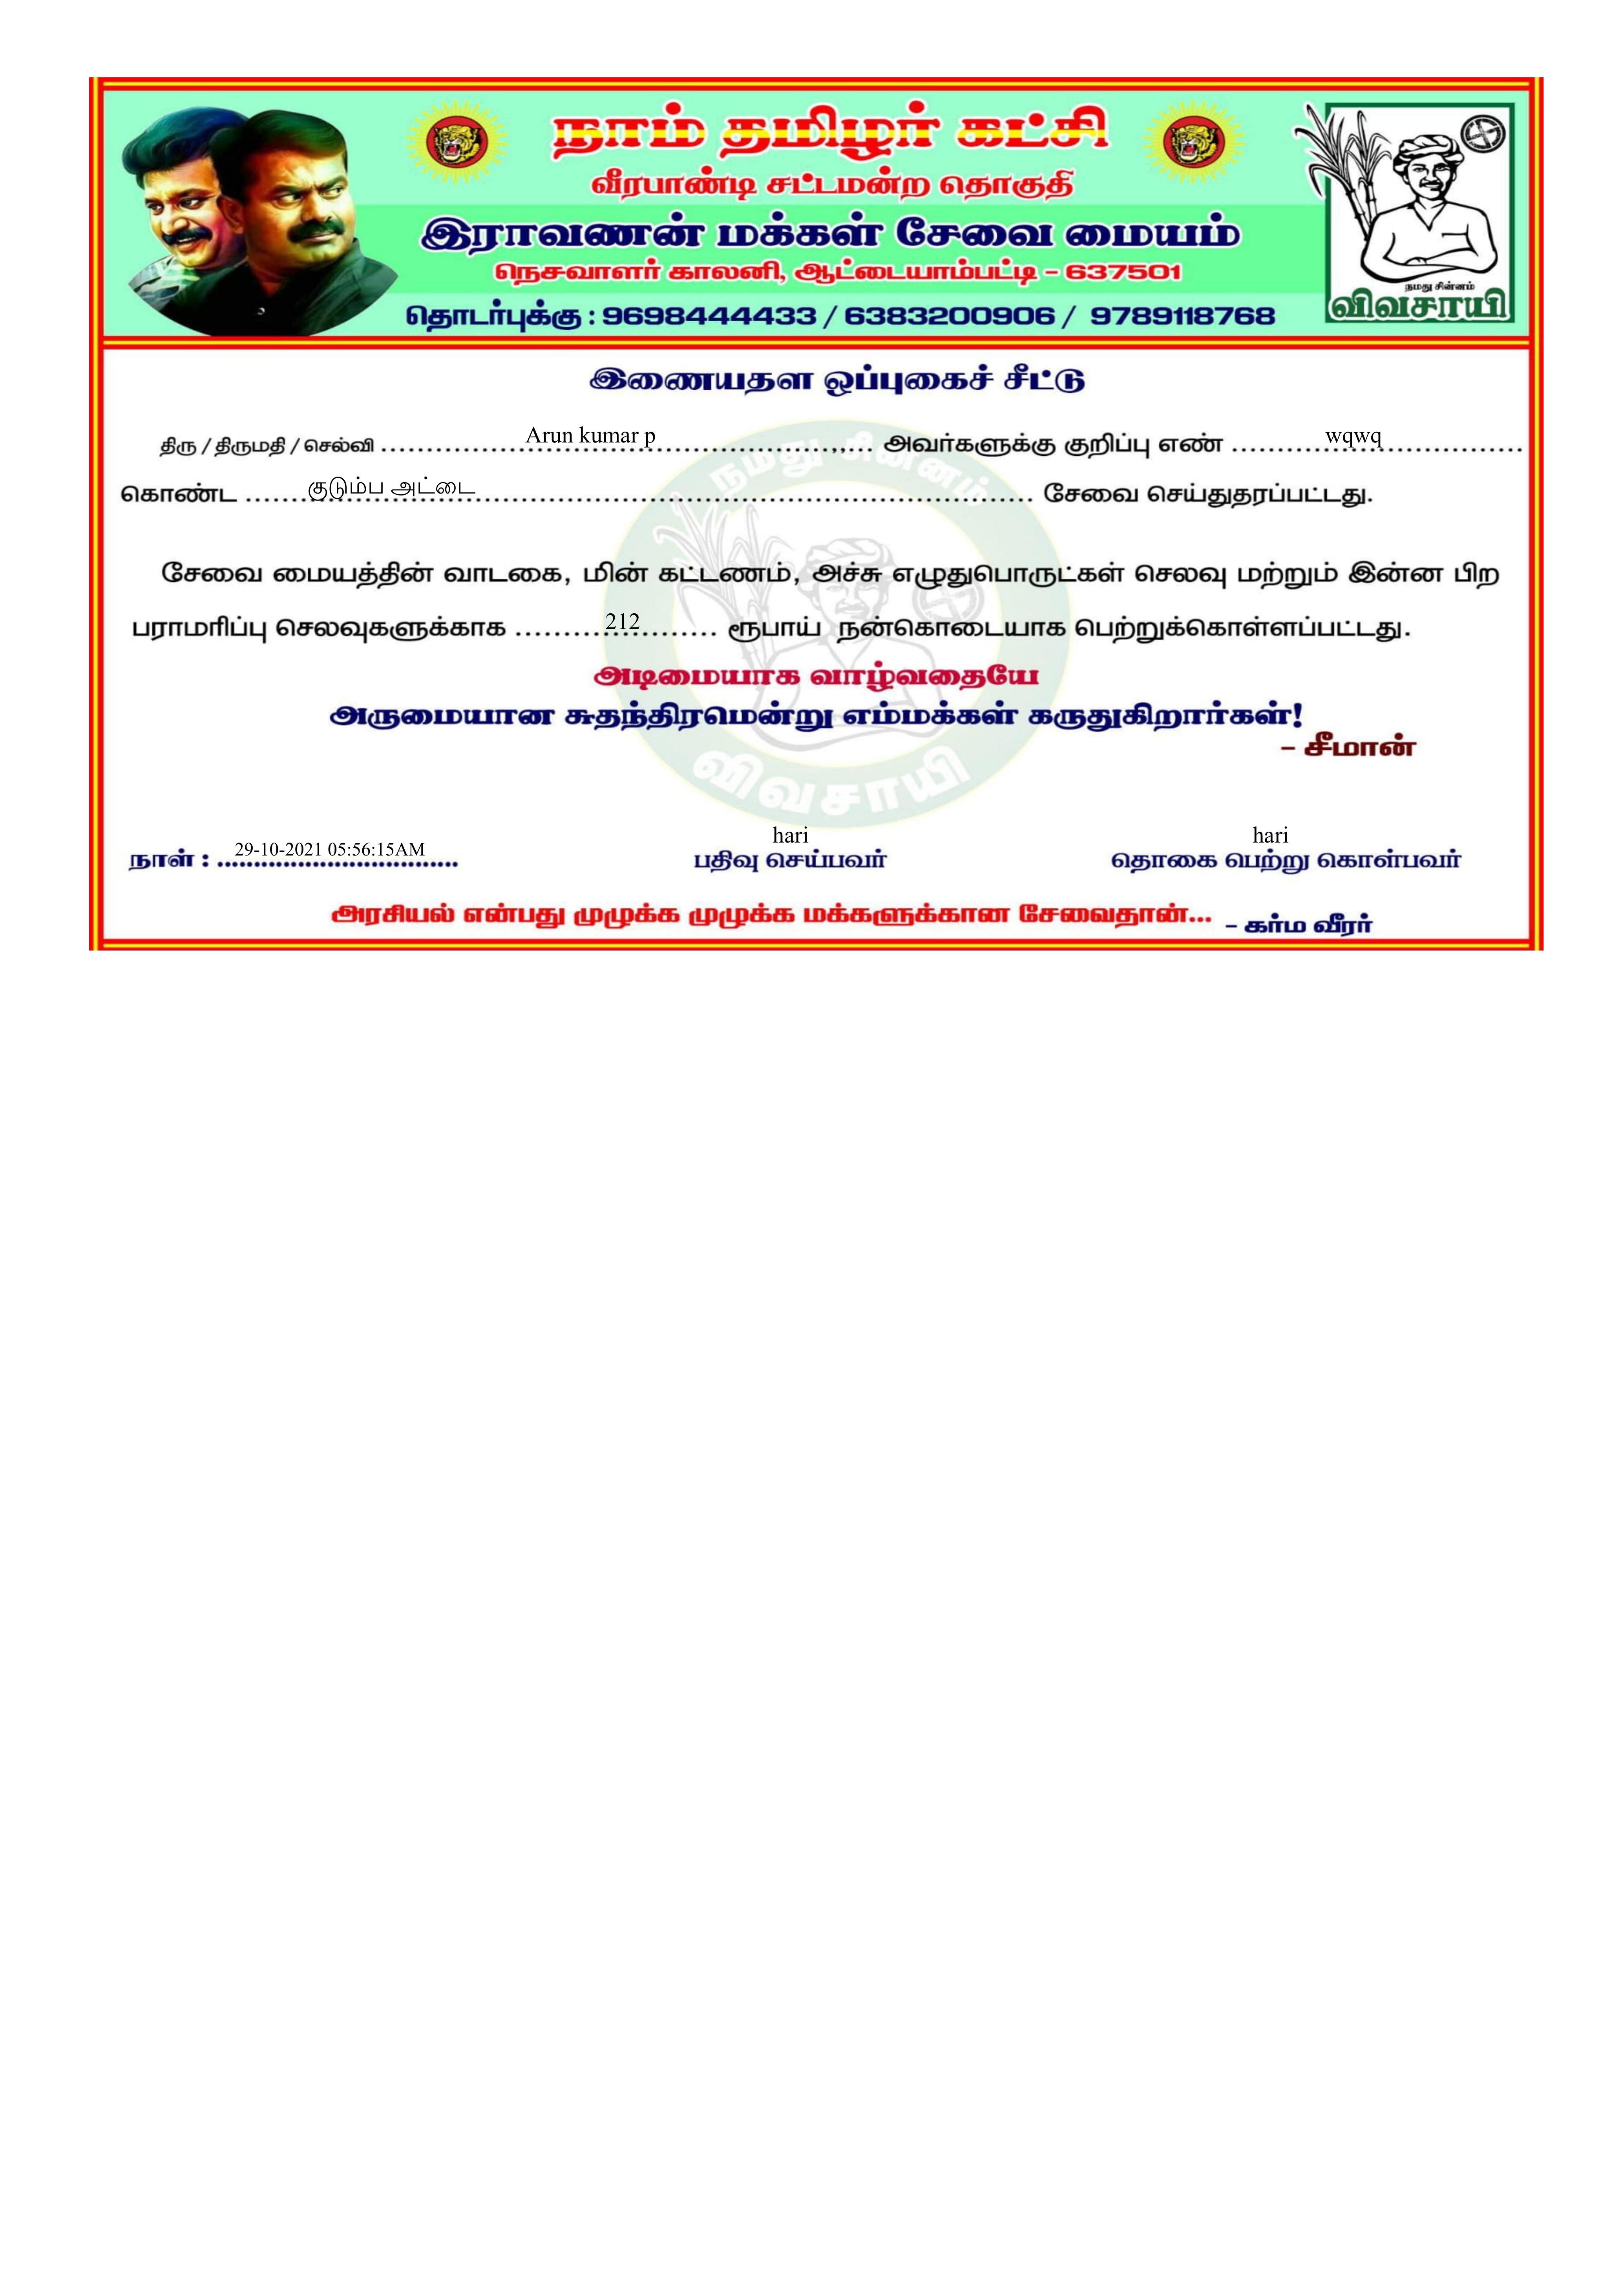 நாம் தமிழர் கட்சி
வீரபாண்டி சட்டமன்ற தொகுதி
இராவணன் மக்கள் சேவை மையம்
நெசவாளர் காலனி, ஆட்டையாம்பட்டி - 637501
தொடர்புக்கு : 9698444433 / 6383200906 / 9789118768
நமது சின்னம்
விவசாயி
இணையதள ஒப்புகைச் சீட்டு
திரு / திருமதி / செல்வி ........ Arun kumar p ........ அவர்களுக்கு குறிப்பு எண் ........ wqwq ........
கொண்ட ........ குடும்ப அட்டை ........ சேவை செய்துதரப்பட்டது.
சேவை மையத்தின் வாடகை, மின் கட்டணம், அச்சு எழுதுபொருட்கள் செலவு மற்றும் இன்ன பிற
பராமரிப்பு செலவுகளுக்காக ........ 212 ........ ரூபாய் நன்கொடையாக பெற்றுக்கொள்ளப்பட்டது.
அடிமையாக வாழ்வதையே
அருமையான சுதந்திரமென்று எம்மக்கள் கருதுகிறார்கள்!
- சீமான்
நமது சின்னம்
விவசாயி
hari
hari
நாள் : 29-10-2021 05:56:15AM
பதிவு செய்பவர்
தொகை பெற்று கொள்பவர்
அரசியல் என்பது முழுக்க முழுக்க மக்களுக்கான சேவைதான்...
- கர்ம வீரர்